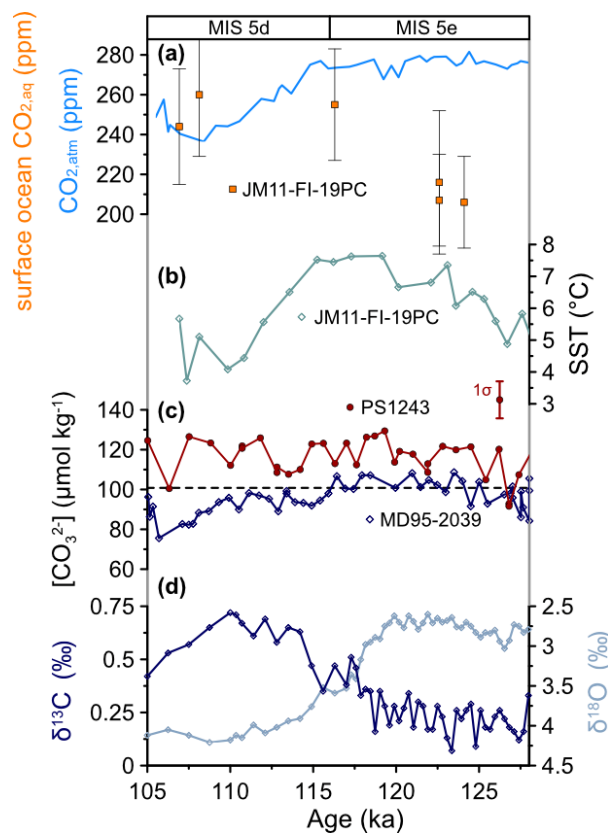 MIS 5d MIS 5e
(a)
surface ocean CO2,aq (ppm)
CO2,atm (ppm)
280
260
240
220
200
JM11-FI-19PC
(b)
8
7
6
5
4
3
SST (°C)
JM11-FI-19PC
1σ
(c)
PS1243
140
120
100
80
60
[CO₃²⁻] (µmol kg⁻¹)
MD95-2039
(d)
0.75
0.5
0.25
0
δ¹³C (‰)
2.5
3
3.5
4
4.5
δ¹⁸O (‰)
105 110 115 120 125
Age (ka)